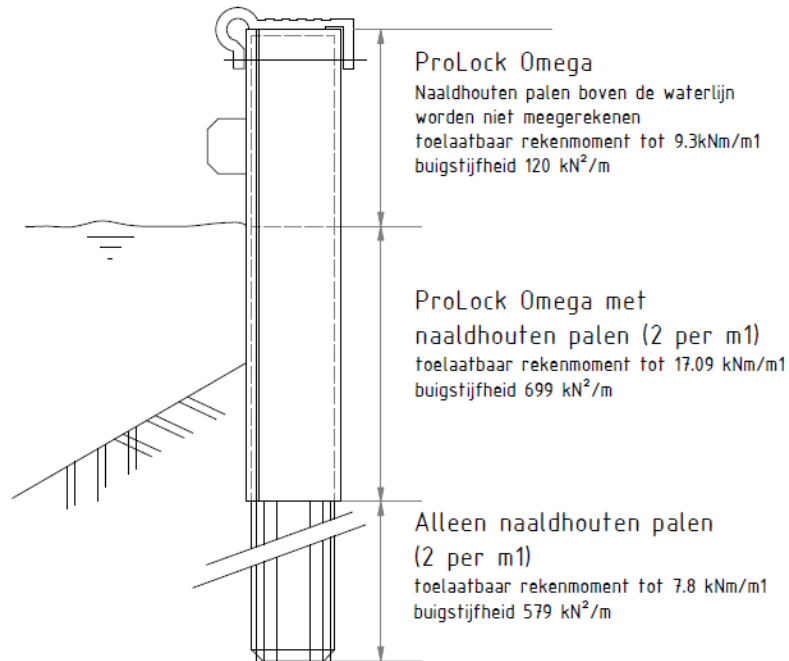 ProLock Omega
Naaldhouten palen boven de waterlijn
worden niet meegerekenen
toelaatbaar rekenmoment tot 9.3kNm/m1
buigstijfheid 120 kN²/m
ProLock Omega met
naaldhouten palen (2 per m1)
toelaatbaar rekenmoment tot 17.09 kNm/m1
buigstijfheid 699 kN²/m
Alleen naaldhouten palen
(2 per m1)
toelaatbaar rekenmoment tot 7.8 kNm/m1
buigstijfheid 579 kN²/m